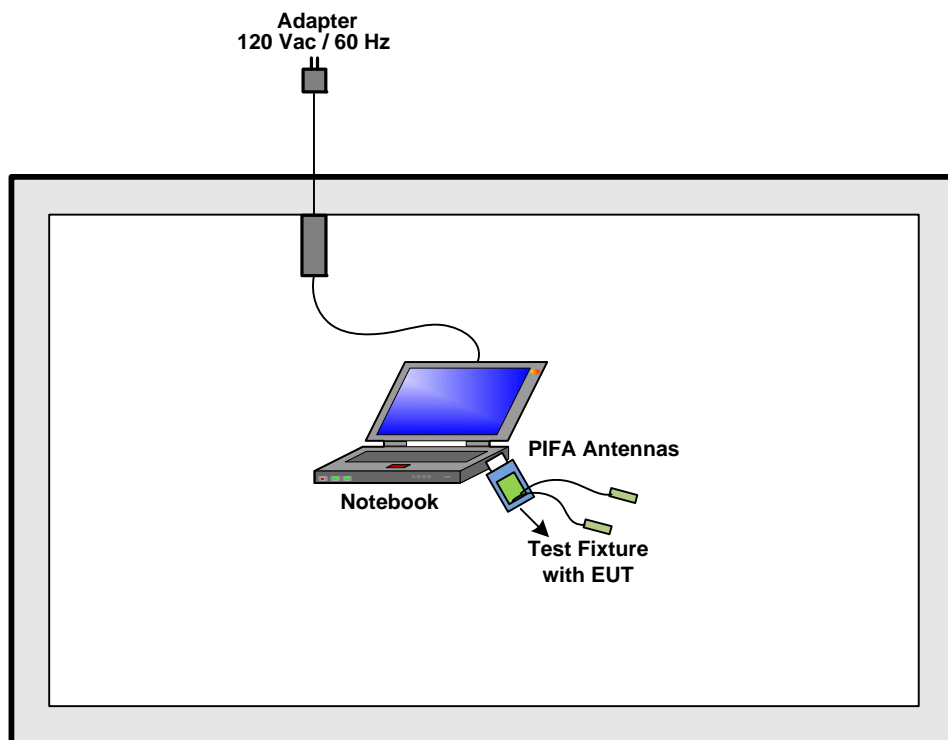 Adapter
120 Vac / 60 Hz
PIFA Antennas
Notebook
Test Fixture
with EUT